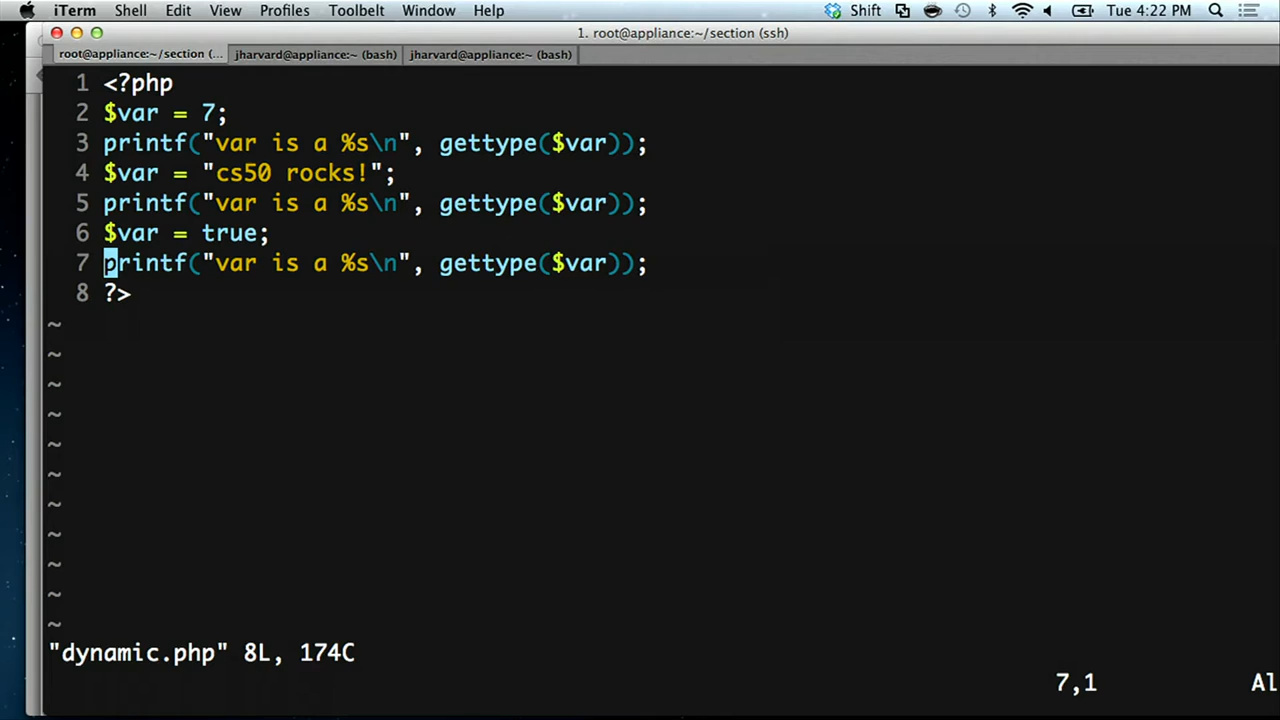 iTerm Shell Edit View Profiles Toolbelt Window Help Shift Tue 4:22 PM
1. root@appliance:~/section (ssh)
root@appliance:~/section (... jharvard@appliance:~ (bash) jharvard@appliance:~ (bash)
1 <?php
2 $var = 7;
3 printf("var is a %s\n", gettype($var));
4 $var = "cs50 rocks!";
5 printf("var is a %s\n", gettype($var));
6 $var = true;
7 printf("var is a %s\n", gettype($var));
8 ?>
~
~
~
~
~
~
~
~
~
~
~
"dynamic.php" 8L, 174C
7,1 Al